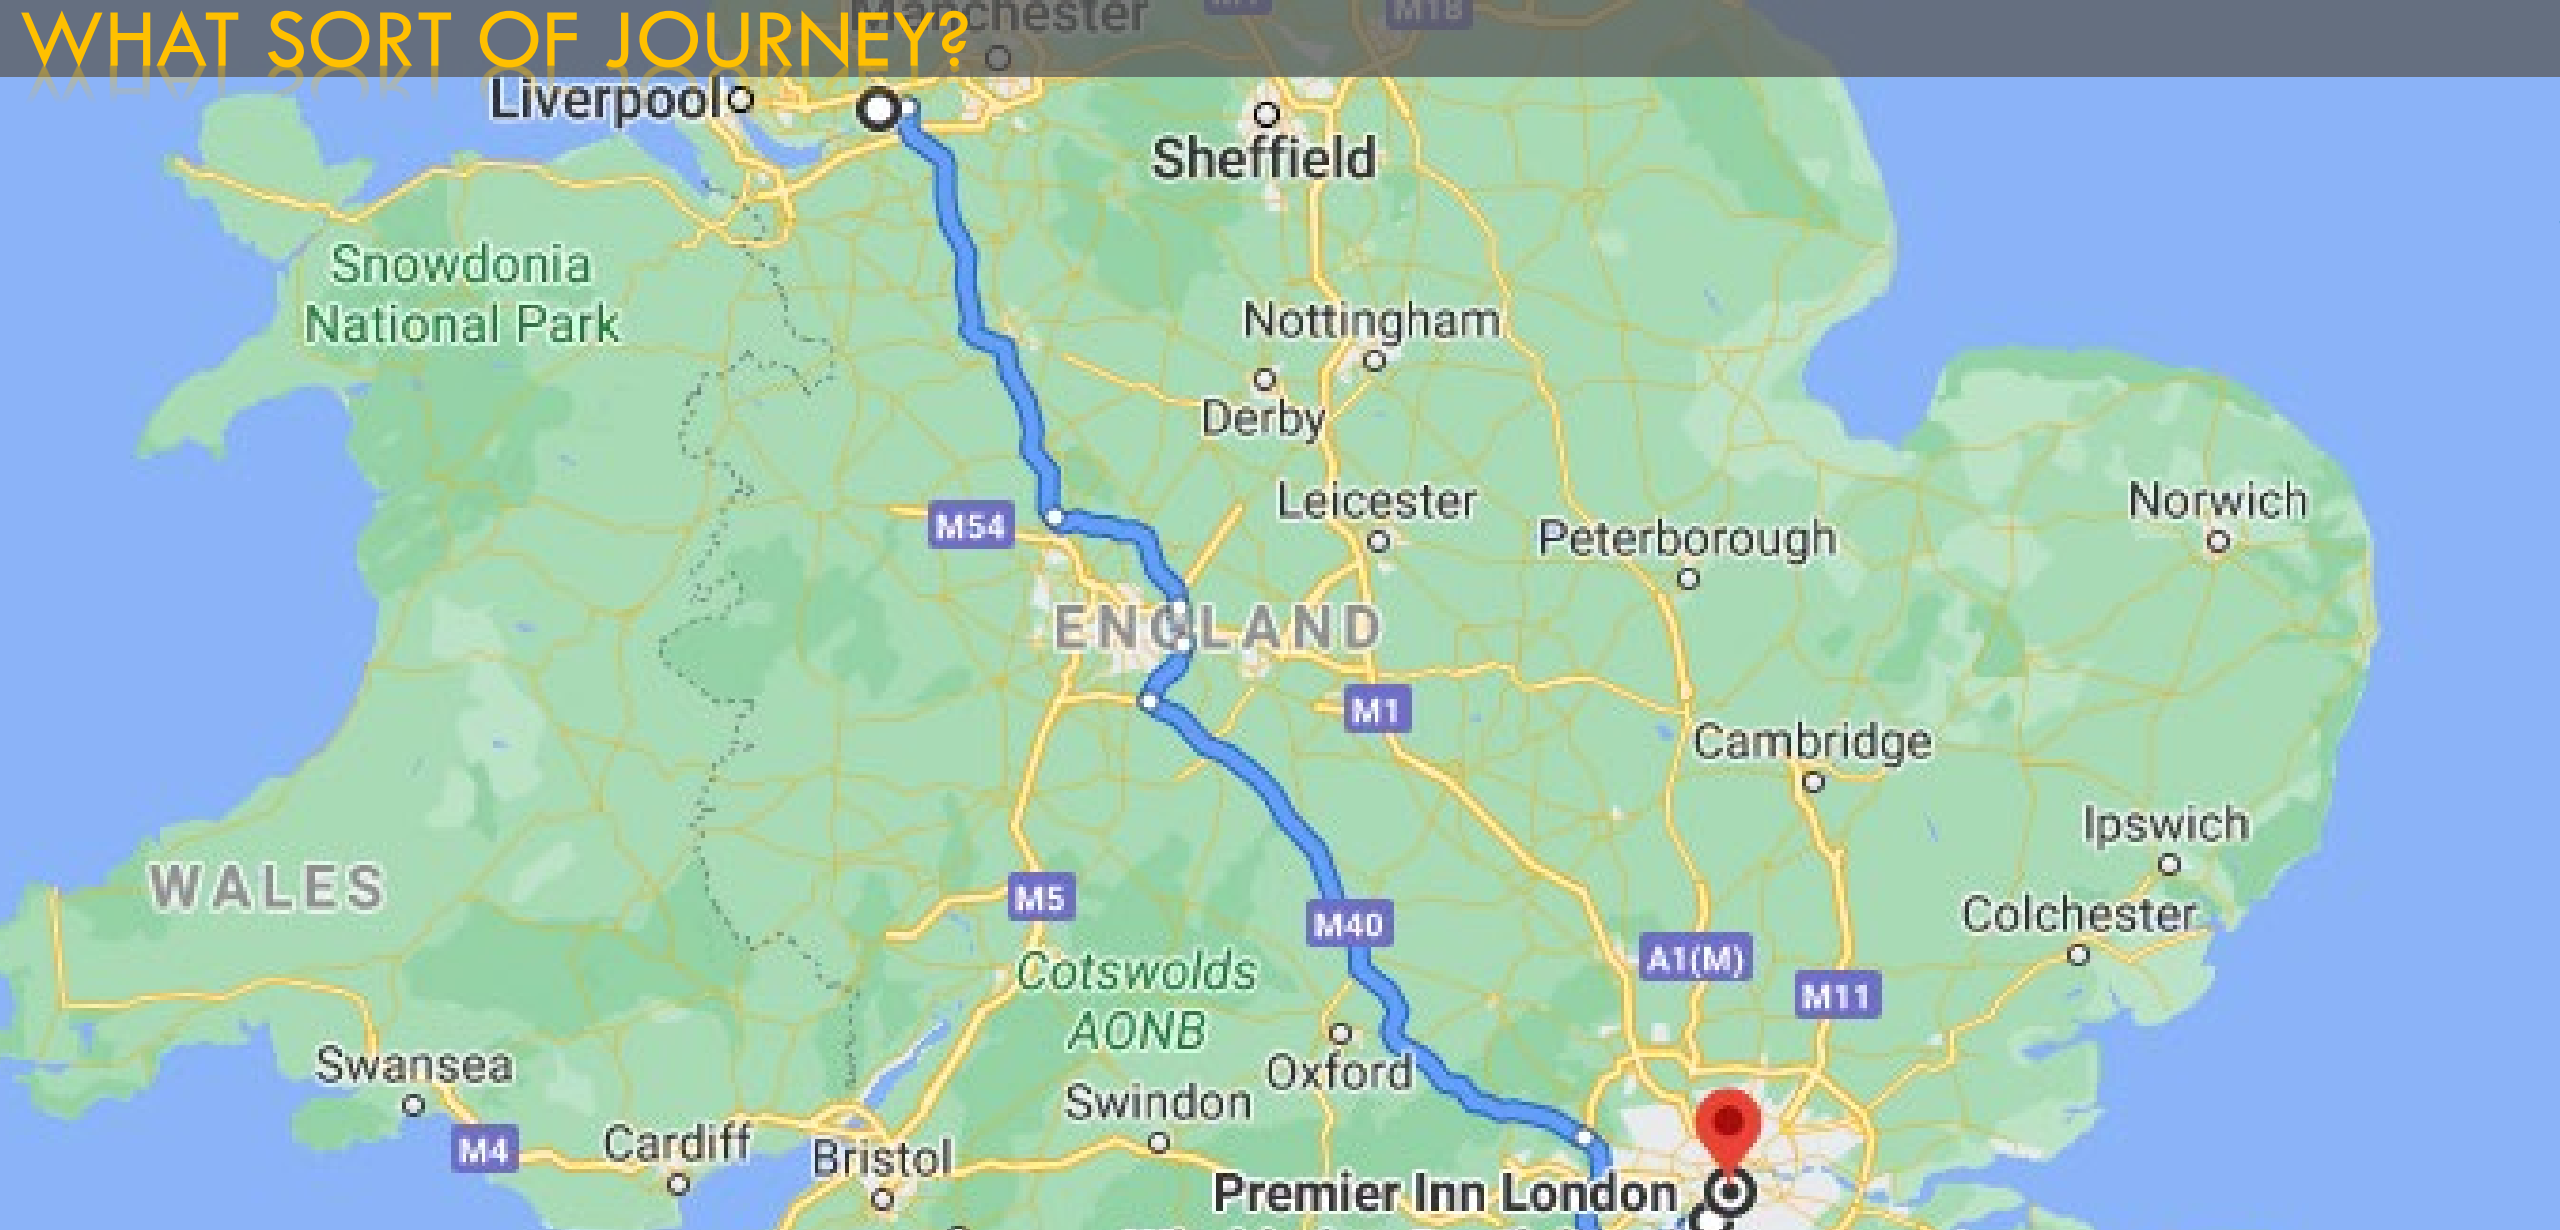 WHAT SORT OF JOURNEY?
Manchester
M18
Liverpool
Sheffield
Snowdonia
National Park
Nottingham
Derby
Leicester
M54
Peterborough
Norwich
ENGLAND
M1
Cambridge
Ipswich
WALES
M5
M40
Colchester
A1(M)
Cotswolds
AONB
M11
Swansea
Oxford
Swindon
M4
Cardiff
Bristol
Premier Inn London